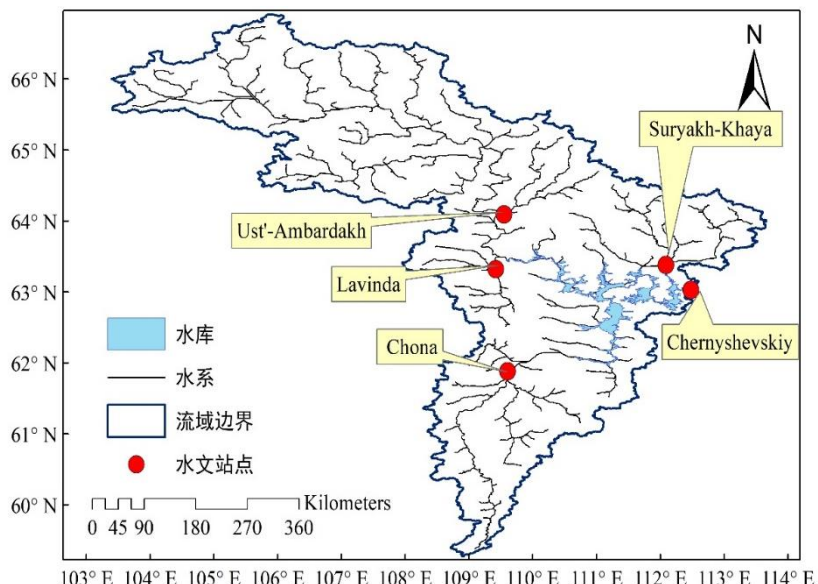 N
66° N
65° N
64° N
63° N
62° N
61° N
60° N
Suryakh-Khaya
Ust'-Ambardakh
Lavinda
Chernyshevskiy
Chona
水库
水系
流域边界
水文站点
Kilometers
0 45 90 180 270 360
103° E 104° E 105° E 106° E 107° E 108° E 109° E 110° E 111° E 112° E 113° E 114° E